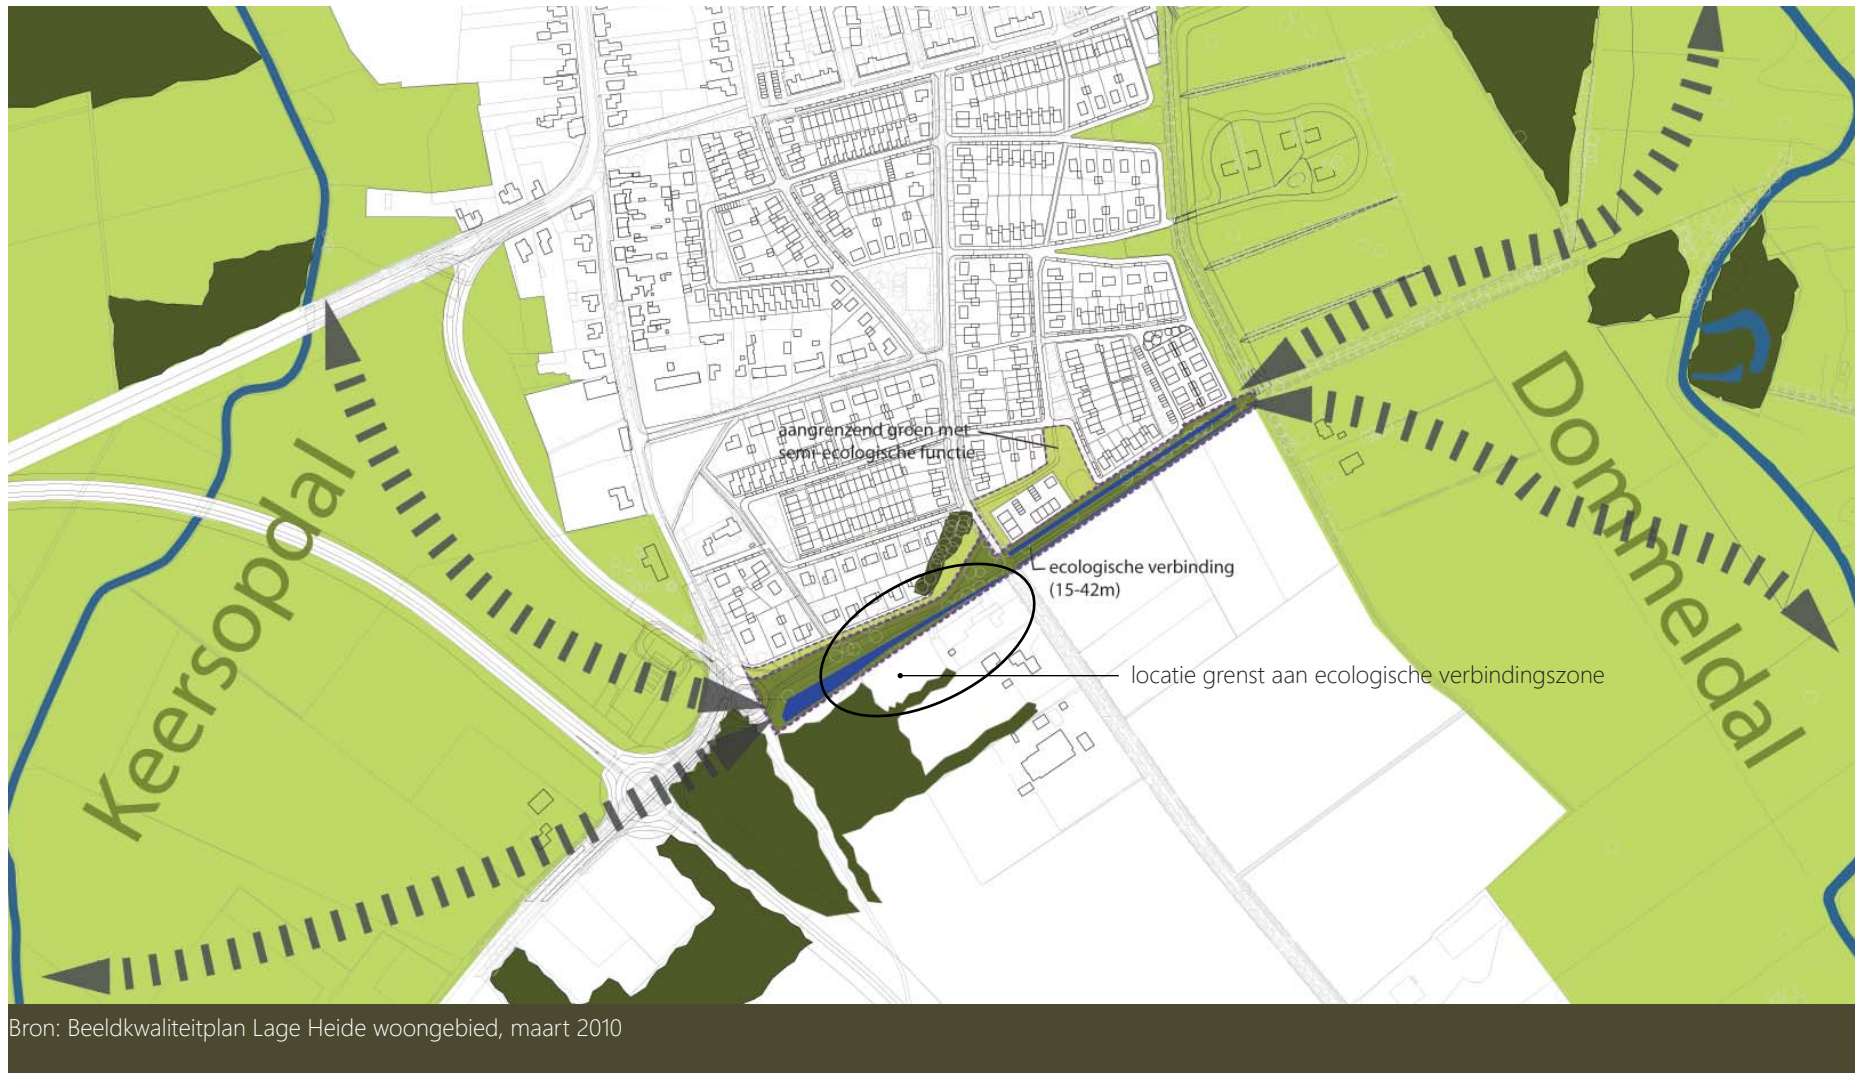 aangrenzend groen met
semi-ecologische functie
Keersopdal
Dommeldal
ecologische verbinding
(15-42m)
locatie grenst aan ecologische verbindingszone
Bron: Beeldkwaliteitplan Lage Heide woongebied, maart 2010